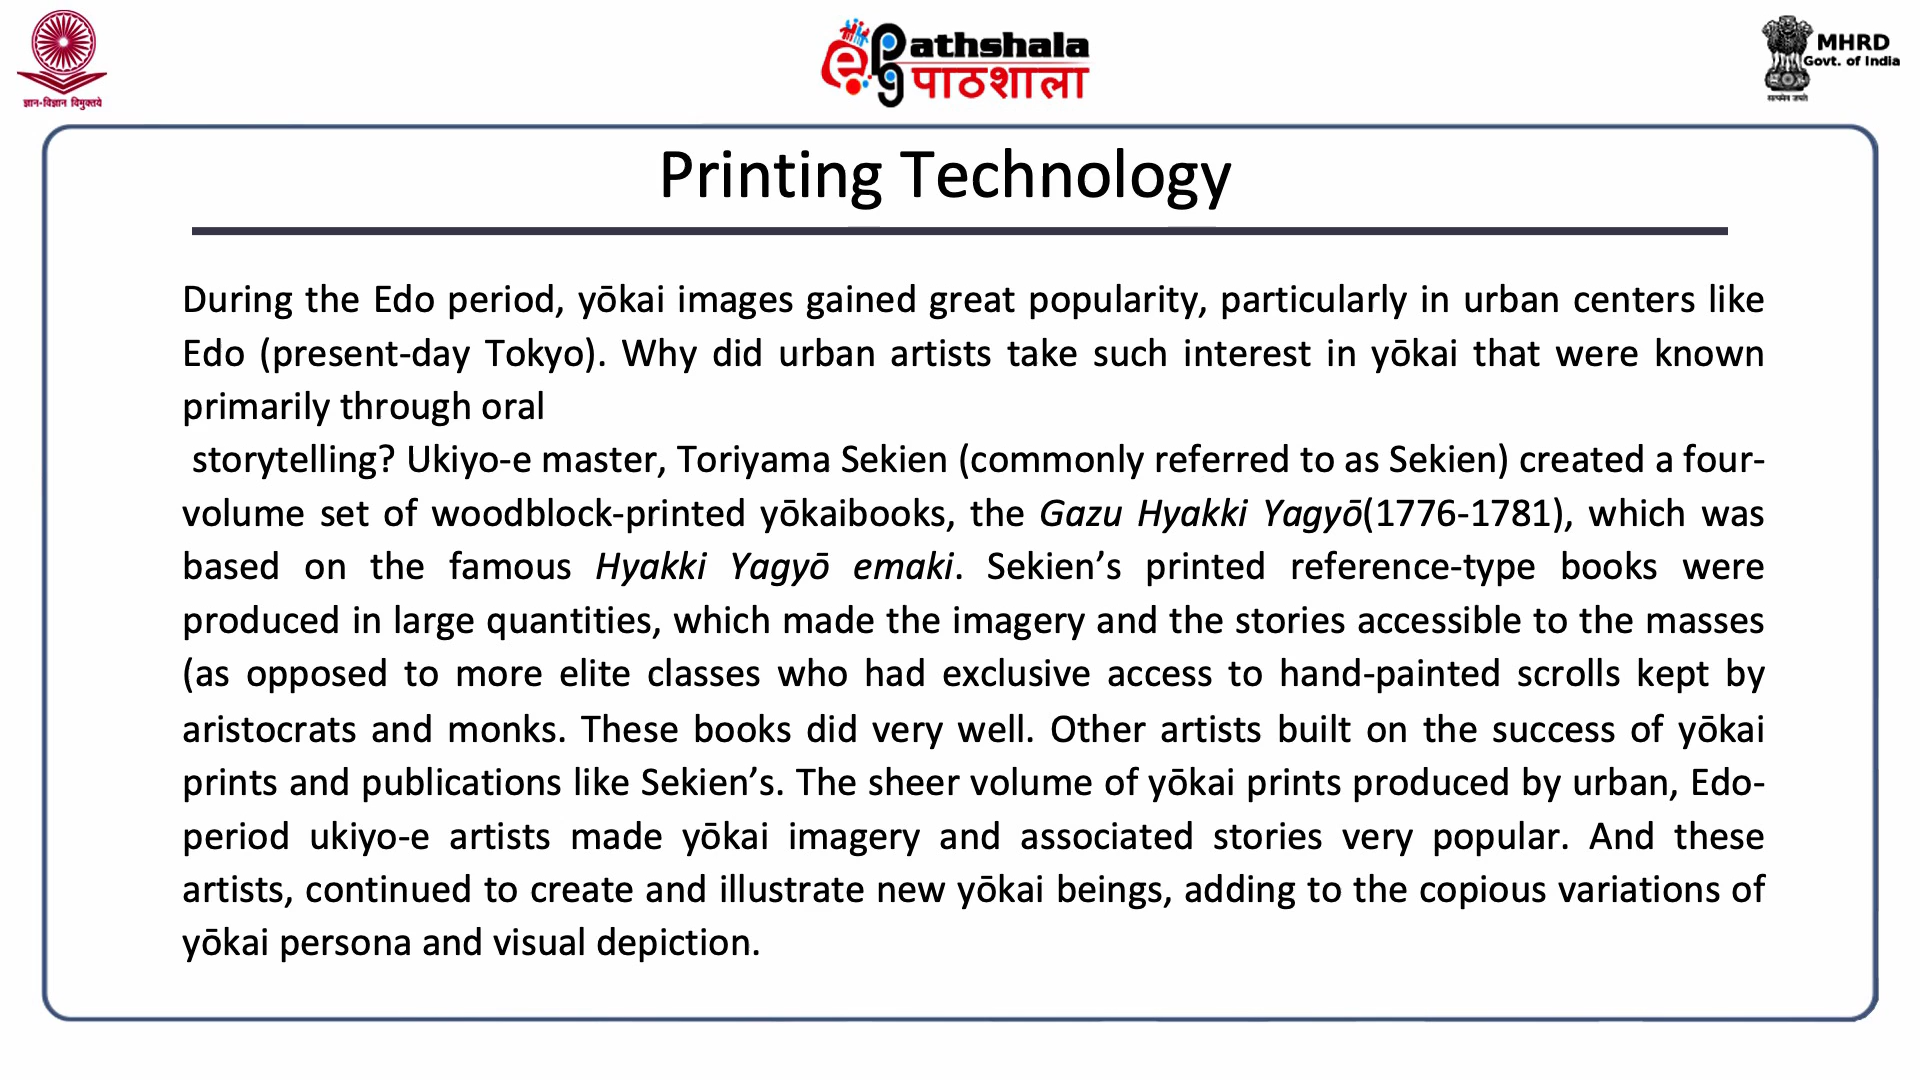 ज्ञान-विज्ञान विमुक्तये
ePG athshala
पाठशाला
MHRD
Govt. of India
सत्यमेव जयते
Printing Technology
During the Edo period, yōkai images gained great popularity, particularly in urban centers like
Edo (present-day Tokyo). Why did urban artists take such interest in yōkai that were known
primarily through oral
storytelling? Ukiyo-e master, Toriyama Sekien (commonly referred to as Sekien) created a four-
volume set of woodblock-printed yōkaibooks, the Gazu Hyakki Yagyō(1776-1781), which was
based on the famous Hyakki Yagyō emaki. Sekien’s printed reference-type books were
produced in large quantities, which made the imagery and the stories accessible to the masses
(as opposed to more elite classes who had exclusive access to hand-painted scrolls kept by
aristocrats and monks. These books did very well. Other artists built on the success of yōkai
prints and publications like Sekien’s. The sheer volume of yōkai prints produced by urban, Edo-
period ukiyo-e artists made yōkai imagery and associated stories very popular. And these
artists, continued to create and illustrate new yōkai beings, adding to the copious variations of
yōkai persona and visual depiction.